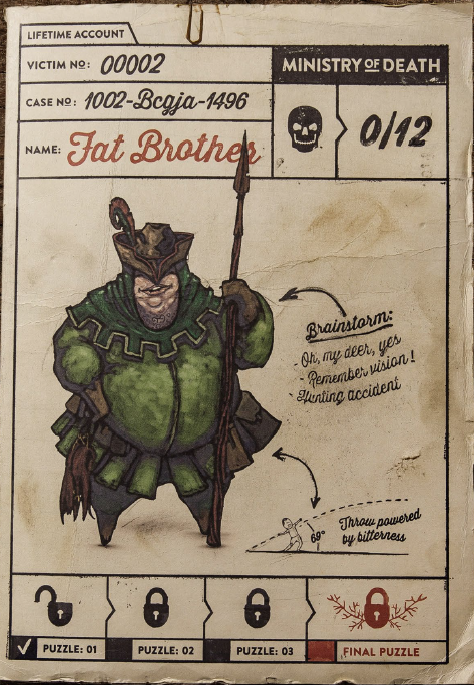 LIFETIME ACCOUNT
VICTIM Nº: 00002
MINISTRY OF DEATH
CASE Nº: 1002-Bcgja-1496
0/12
NAME: Fat Brother
Brainstorm:
- Oh, my deer, yes
- Remember vision!
- Hunting accident
69°
Throw powered
by bitterness
PUZZLE: 01
PUZZLE: 02
PUZZLE: 03
FINAL PUZZLE